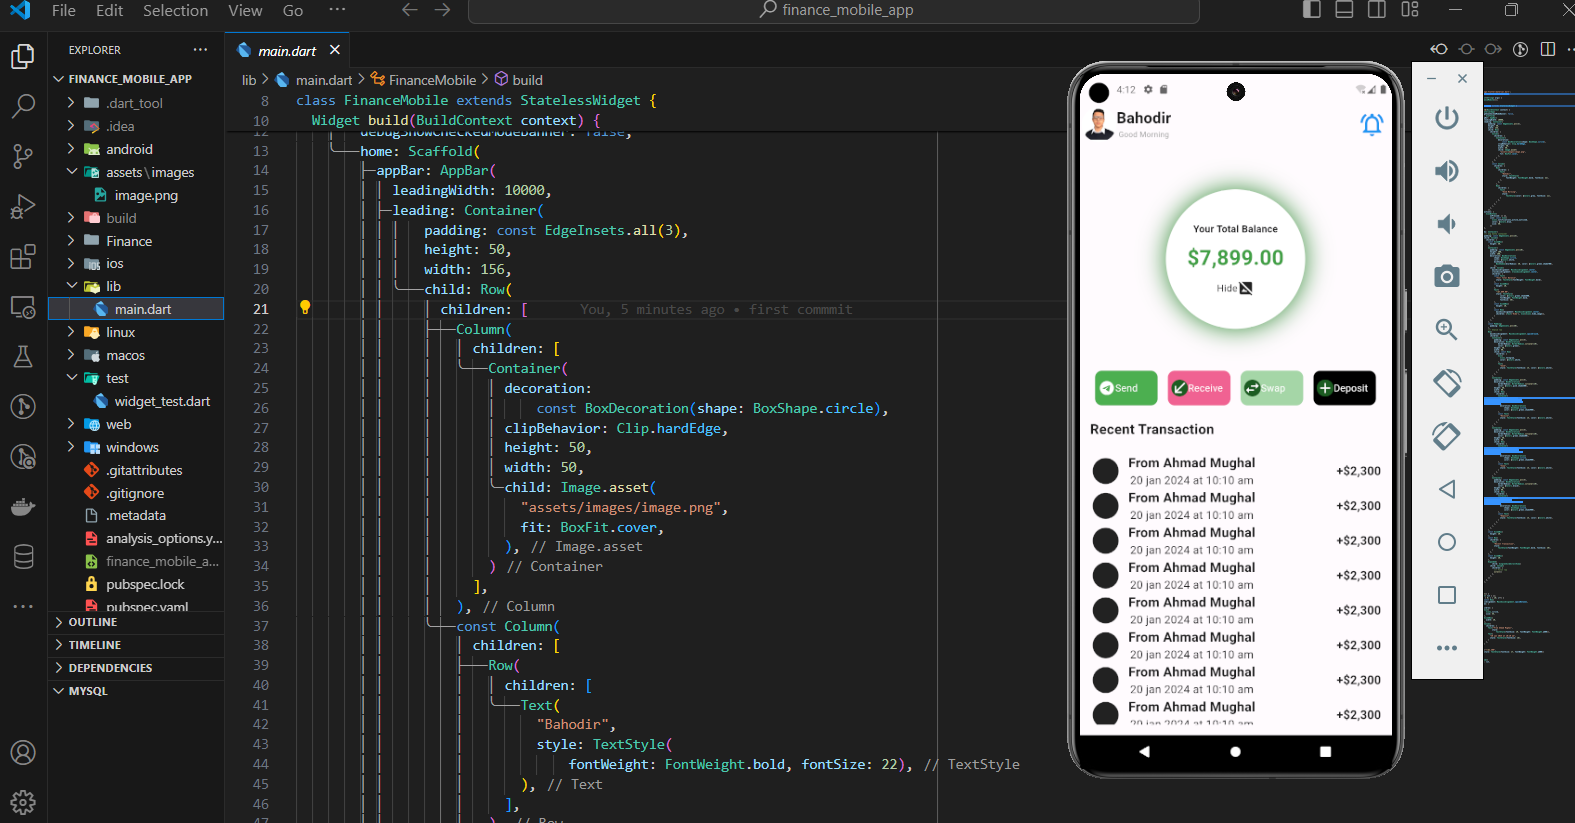 File Edit Selection View Go ··· finance_mobile_app
EXPLORER ···
FINANCE_MOBILE_APP
.dart_tool
.idea
android
assets\images
image.png
build
Finance
ios
lib
main.dart
linux
macos
test
widget_test.dart
web
windows
.gitattributes
.gitignore
.metadata
analysis_options.y...
finance_mobile_a...
pubspec.lock
pubspec.yaml
OUTLINE
TIMELINE
DEPENDENCIES
MYSQL
main.dart
lib > main.dart > FinanceMobile > build
8 class FinanceMobile extends StatelessWidget {
10 Widget build(BuildContext context) {
12 debugShowCheckedModeBanner: false,
13 home: Scaffold(
14 appBar: AppBar(
15 leadingWidth: 10000,
16 leading: Container(
17 padding: const EdgeInsets.all(3),
18 height: 50,
19 width: 156,
20 child: Row(
21 children: [ You, 5 minutes ago • first commmit
22 Column(
23 children: [
24 Container(
25 decoration:
26 const BoxDecoration(shape: BoxShape.circle),
27 clipBehavior: Clip.hardEdge,
28 height: 50,
29 width: 50,
30 child: Image.asset(
31 "assets/images/image.png",
32 fit: BoxFit.cover,
33 ), // Image.asset
34 ) // Container
35 ],
36 ), // Column
37 const Column(
38 children: [
39 Row(
40 children: [
41 Text(
42 "Bahodir",
43 style: TextStyle(
44 fontWeight: FontWeight.bold, fontSize: 22), // TextStyle
45 ), // Text
46 ],
47 ), // Row
4:12
Bahodir
Good Morning
Your Total Balance
$7,899.00
Hide
Send Receive Swap Deposit
Recent Transaction
From Ahmad Mughal
20 jan 2024 at 10:10 am
+$2,300
From Ahmad Mughal
20 jan 2024 at 10:10 am
+$2,300
From Ahmad Mughal
20 jan 2024 at 10:10 am
+$2,300
From Ahmad Mughal
20 jan 2024 at 10:10 am
+$2,300
From Ahmad Mughal
20 jan 2024 at 10:10 am
+$2,300
From Ahmad Mughal
20 jan 2024 at 10:10 am
+$2,300
From Ahmad Mughal
20 jan 2024 at 10:10 am
+$2,300
From Ahmad Mughal
20 jan 2024 at 10:10 am
+$2,300